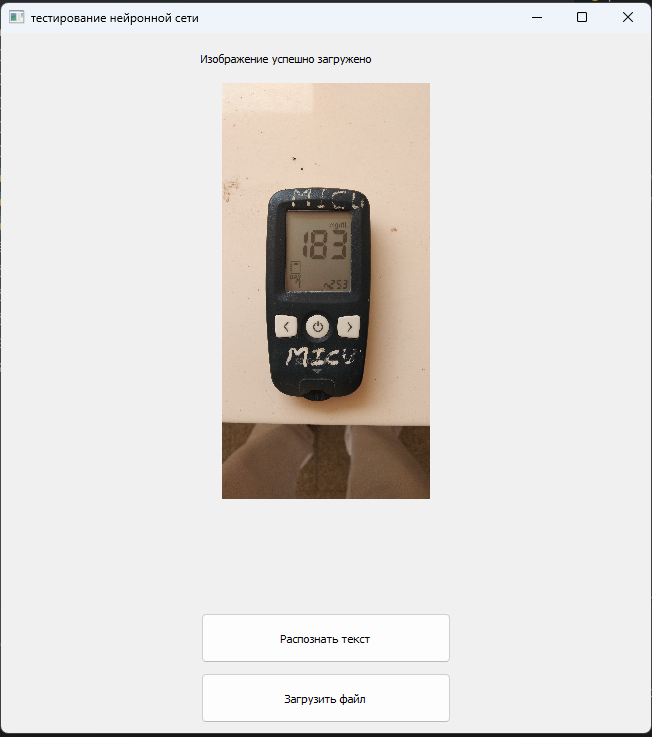 тестирование нейронной сети
Изображение успешно загружено
MICU
mg/dL
183
MICU
Распознать текст
Загрузить файл